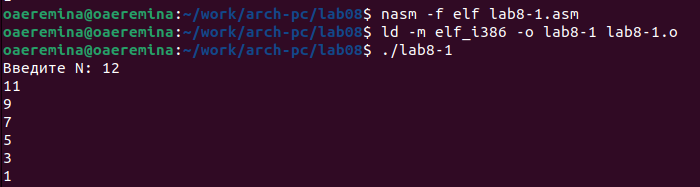 oaeremina@oaeremina:~/work/arch-pc/lab08$ nasm -f elf lab8-1.asm
oaeremina@oaeremina:~/work/arch-pc/lab08$ ld -m elf_i386 -o lab8-1 lab8-1.o
oaeremina@oaeremina:~/work/arch-pc/lab08$ ./lab8-1
Введите N: 12
11
9
7
5
3
1